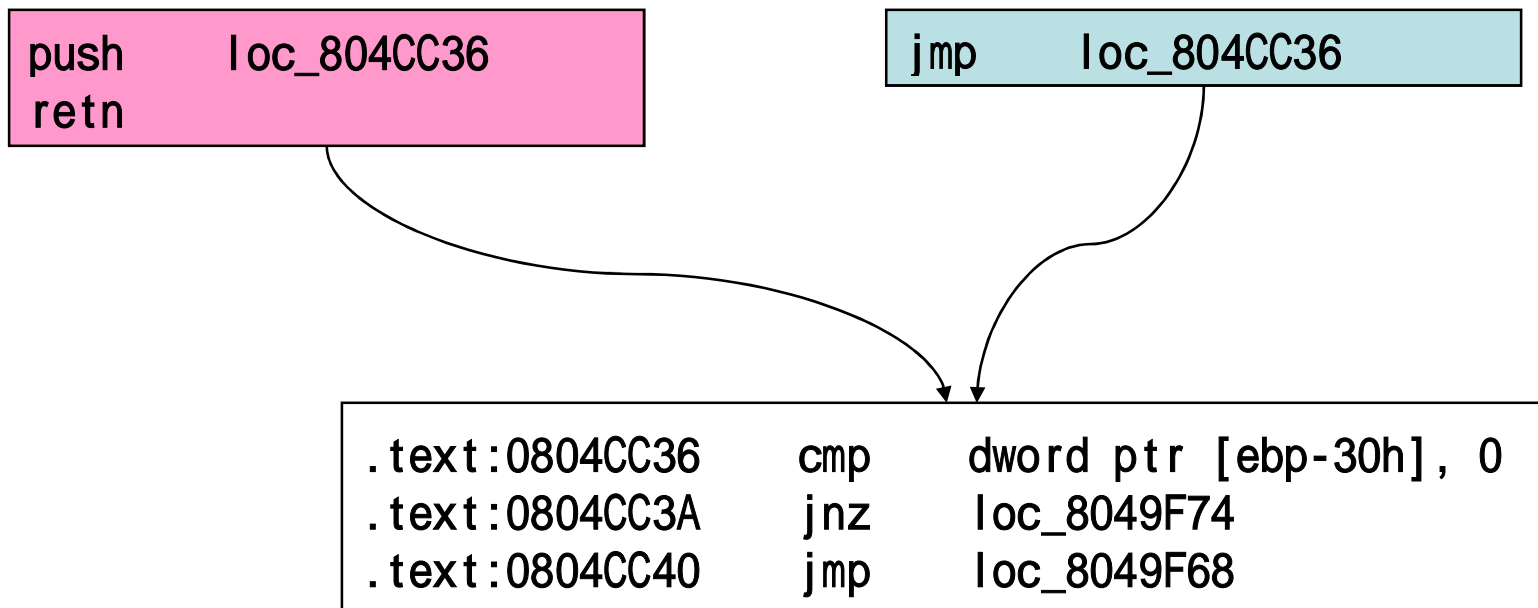 push    loc_804CC36
retn
jmp    loc_804CC36
.text:0804CC36    cmp    dword ptr [ebp-30h], 0
.text:0804CC3A    jnz    loc_8049F74
.text:0804CC40    jmp    loc_8049F68